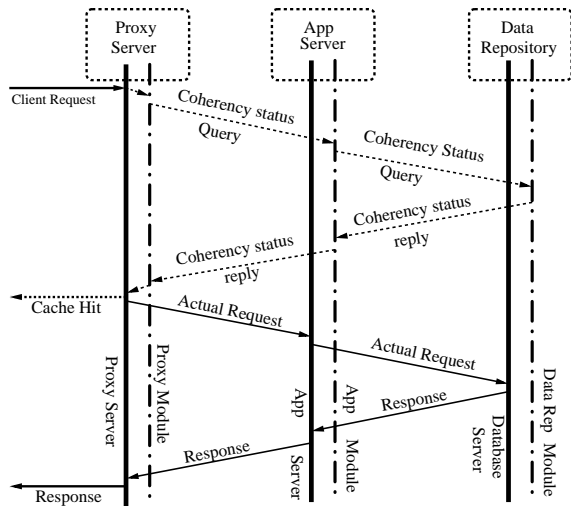 Proxy
Server
App
Server
Data
Repository
Client Request
Coherency status
Query
Coherency Status
Query
Coherency status
reply
Coherency status
reply
Cache Hit
Actual Request
Actual Request
Response
Response
Response
Proxy Server
Proxy Module
App Server
App Module
Database
Server
Data Rep Module